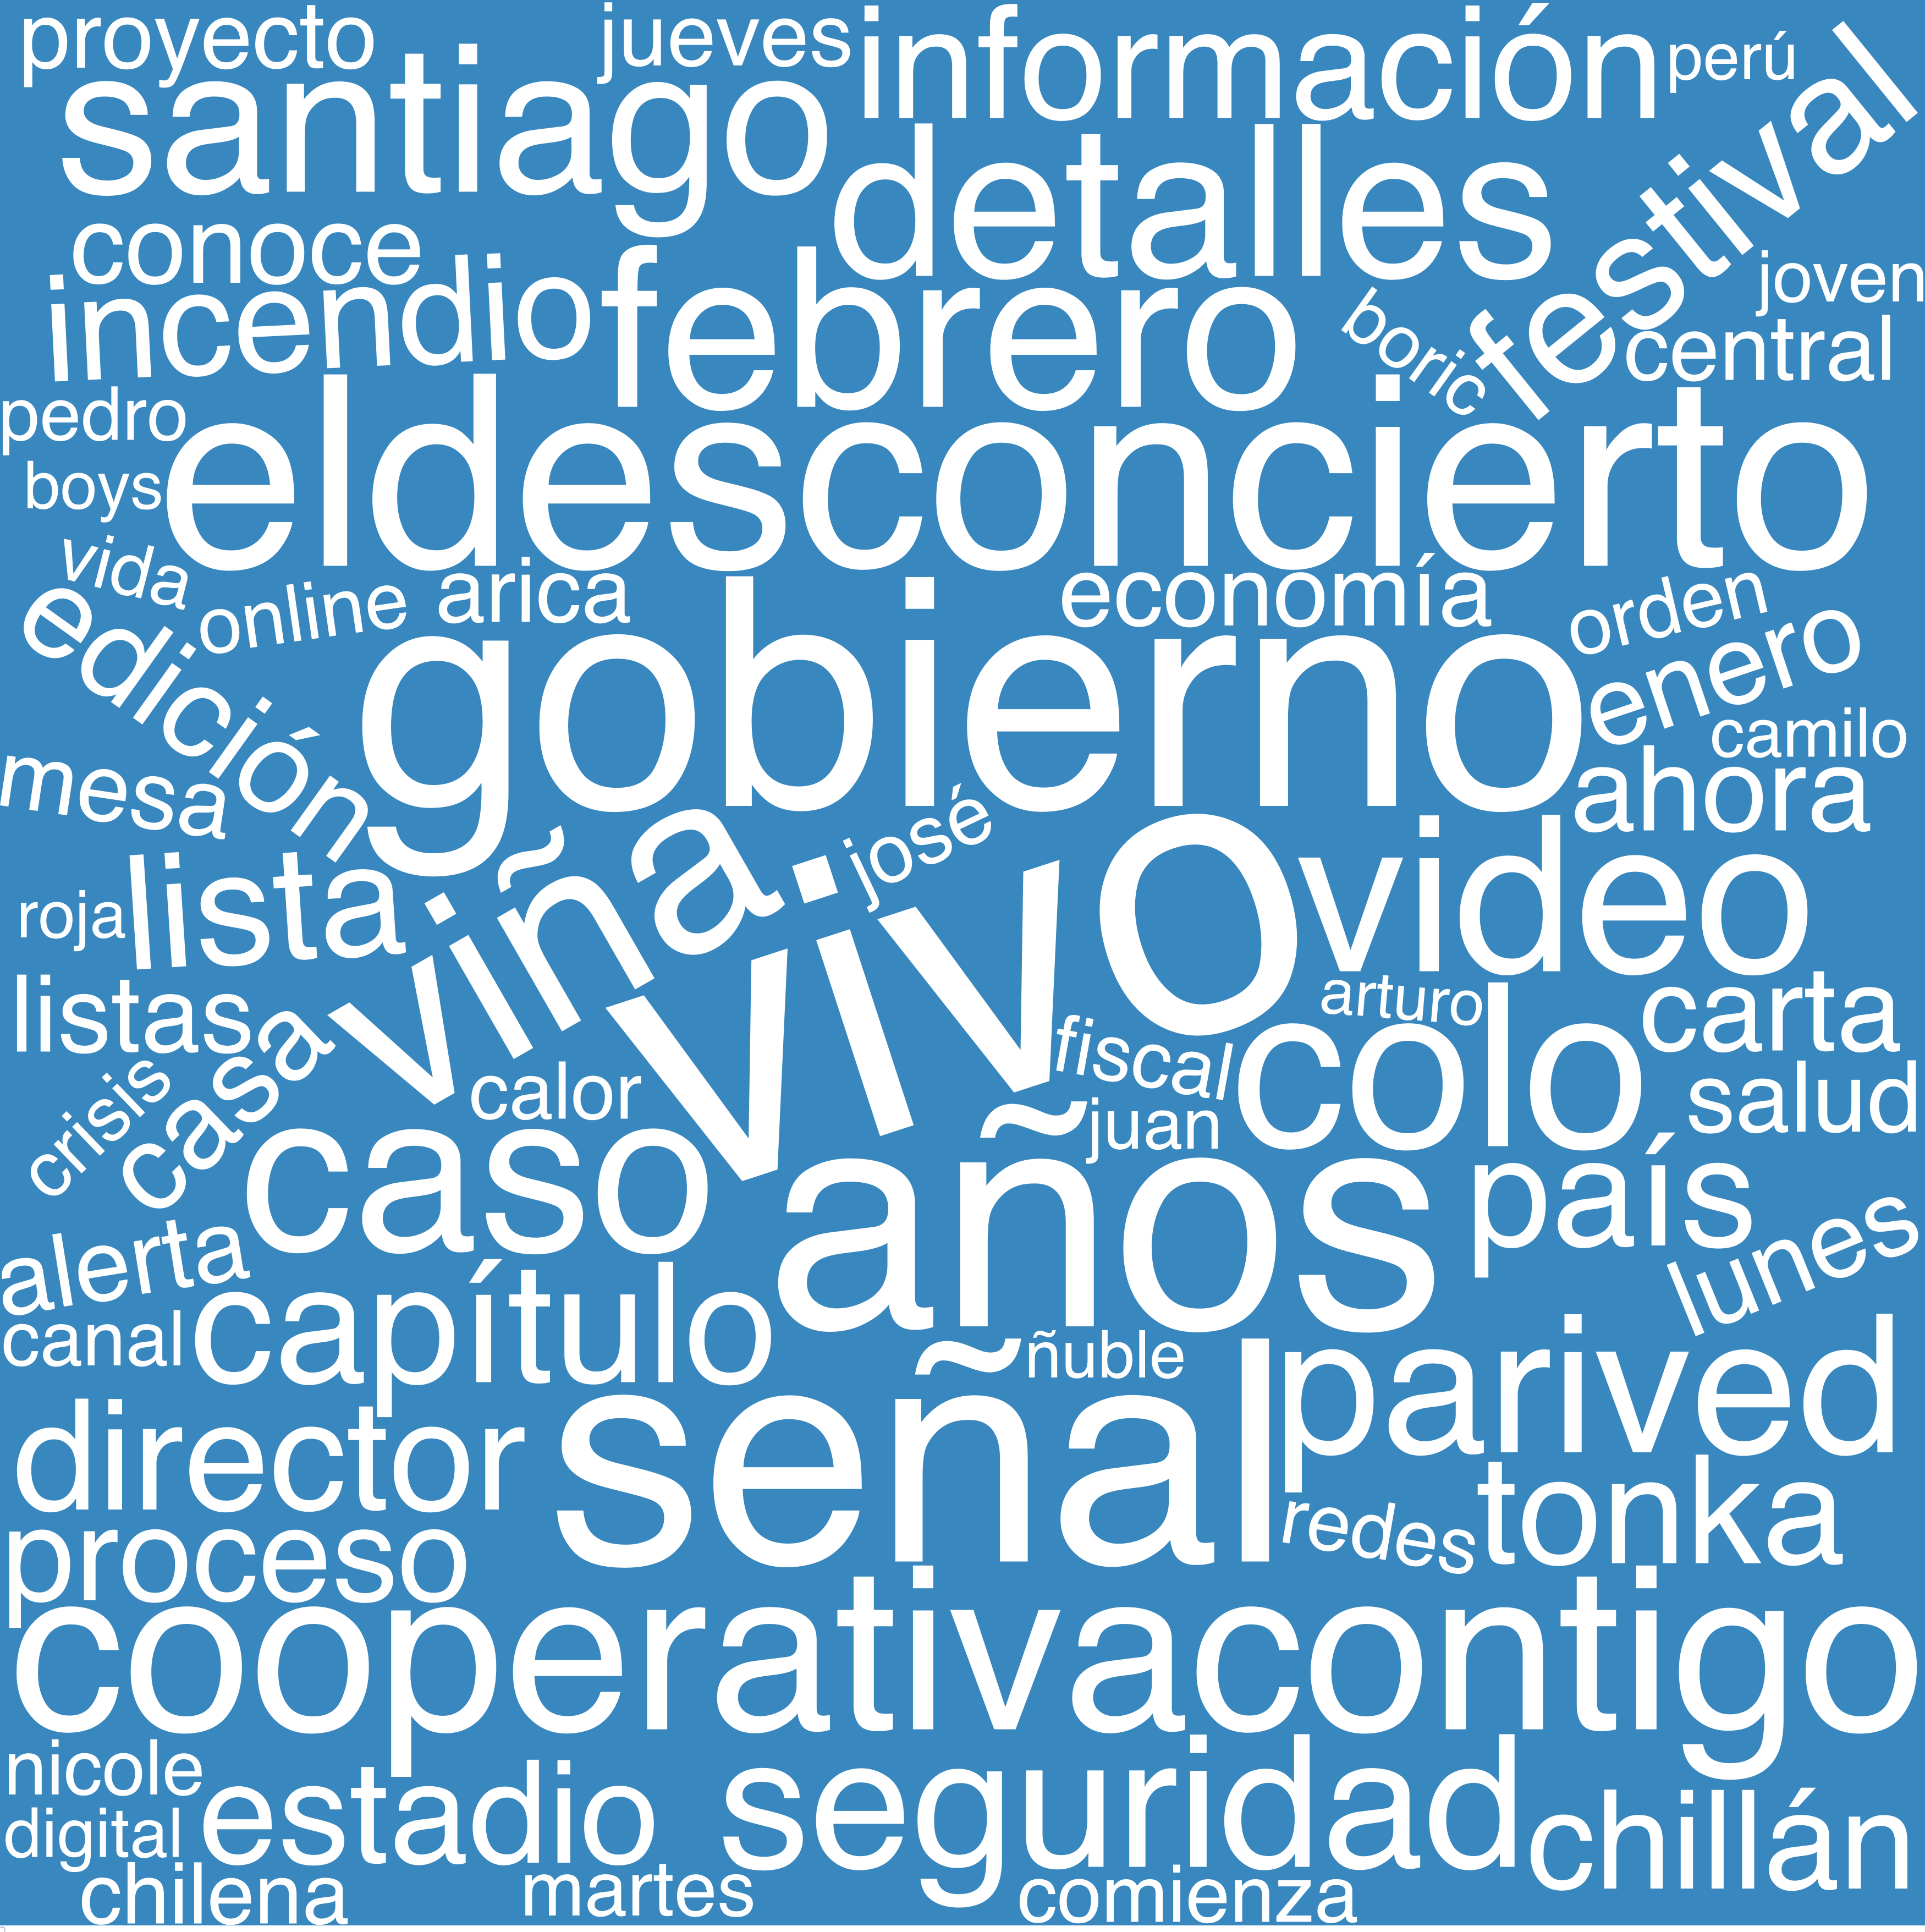 proyecto jueves información perú
santiago detalles festival
conoce joven
incendio febrero boric central
pedro
boys eldesconcierto
vida online arica economía orden
edición gobierno enero
camilo
mesa ahora
josé
roja lista viña vivo video
listas arturo carta
crisis casa calor fiscal colo salud
caso juan
años país
alerta lunes
canal capítulo ñuble
director señal parived
redes tonka
proceso
cooperativa contigo
nicole
digital estadio seguridad chillán
chilena martes comienza